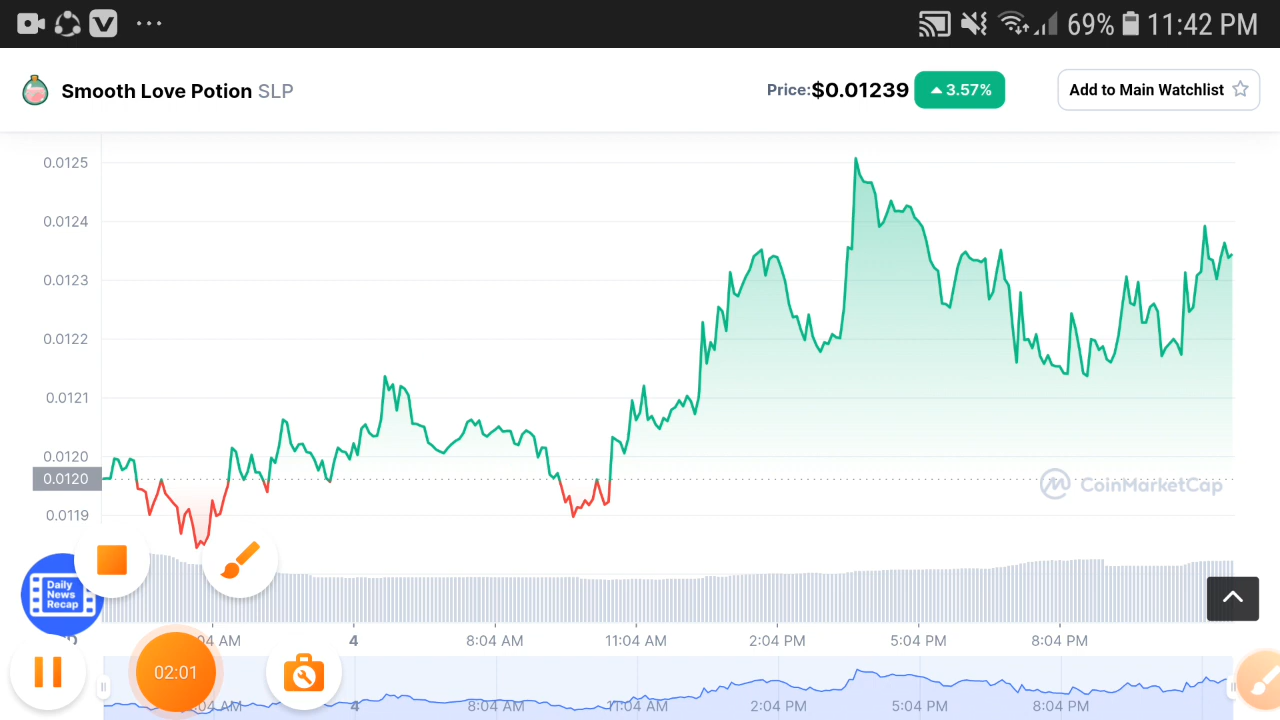 69% 11:42 PM
Smooth Love Potion SLP
Price: $0.01239 3.57%
Add to Main Watchlist
0.0125
0.0124
0.0123
0.0122
0.0121
0.0120
0.0120
0.0119
CoinMarketCap
Daily
News
Recap
:04 AM 4 8:04 AM 11:04 AM 2:04 PM 5:04 PM 8:04 PM
02:01
:04 AM 4 8:04 AM 11:04 AM 2:04 PM 5:04 PM 8:04 PM